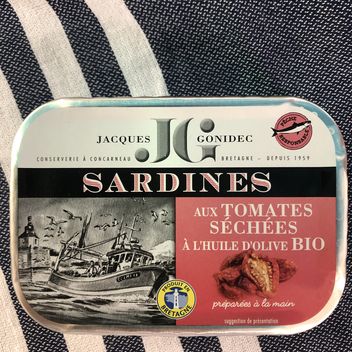 JACQUES JG GONIDEC
CONSERVERIE À CONCARNEAU BRETAGNE - DEPUIS 1959
PÊCHE RESPONSABLE
SARDINES
AUX TOMATES
SÉCHÉES
À L'HUILE D'OLIVE BIO
PRODUIT EN
BRETAGNE
préparées à la main
suggestion de présentation